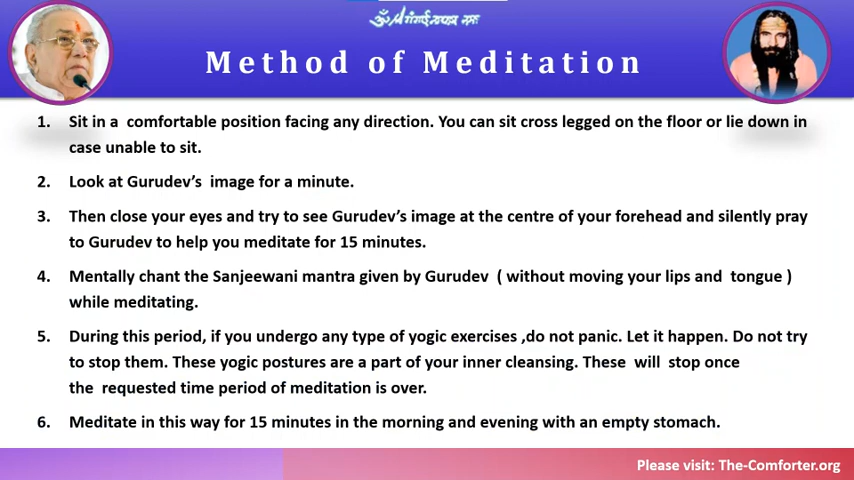 Method of Meditation
1. Sit in a comfortable position facing any direction. You can sit cross legged on the floor or lie down in
case unable to sit.
2. Look at Gurudev's image for a minute.
3. Then close your eyes and try to see Gurudev's image at the centre of your forehead and silently pray
to Gurudev to help you meditate for 15 minutes.
4. Mentally chant the Sanjeewani mantra given by Gurudev ( without moving your lips and tongue )
while meditating.
5. During this period, if you undergo any type of yogic exercises ,do not panic. Let it happen. Do not try
to stop them. These yogic postures are a part of your inner cleansing. These will stop once
the requested time period of meditation is over.
6. Meditate in this way for 15 minutes in the morning and evening with an empty stomach.
Please visit: The-Comforter.org